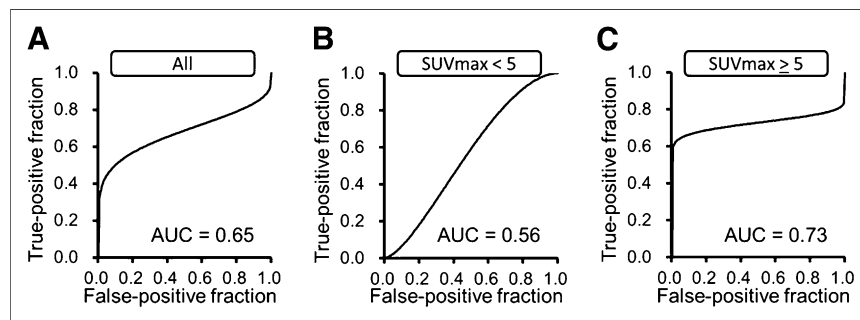 A
All
True-positive fraction
1.0
0.8
0.6
0.4
0.2
0.0
AUC = 0.65
0.0 0.2 0.4 0.6 0.8 1.0
False-positive fraction
B
SUVmax < 5
True-positive fraction
1.0
0.8
0.6
0.4
0.2
0.0
AUC = 0.56
0.0 0.2 0.4 0.6 0.8 1.0
False-positive fraction
C
SUVmax ≥ 5
True-positive fraction
1.0
0.8
0.6
0.4
0.2
0.0
AUC = 0.73
0.0 0.2 0.4 0.6 0.8 1.0
False-positive fraction